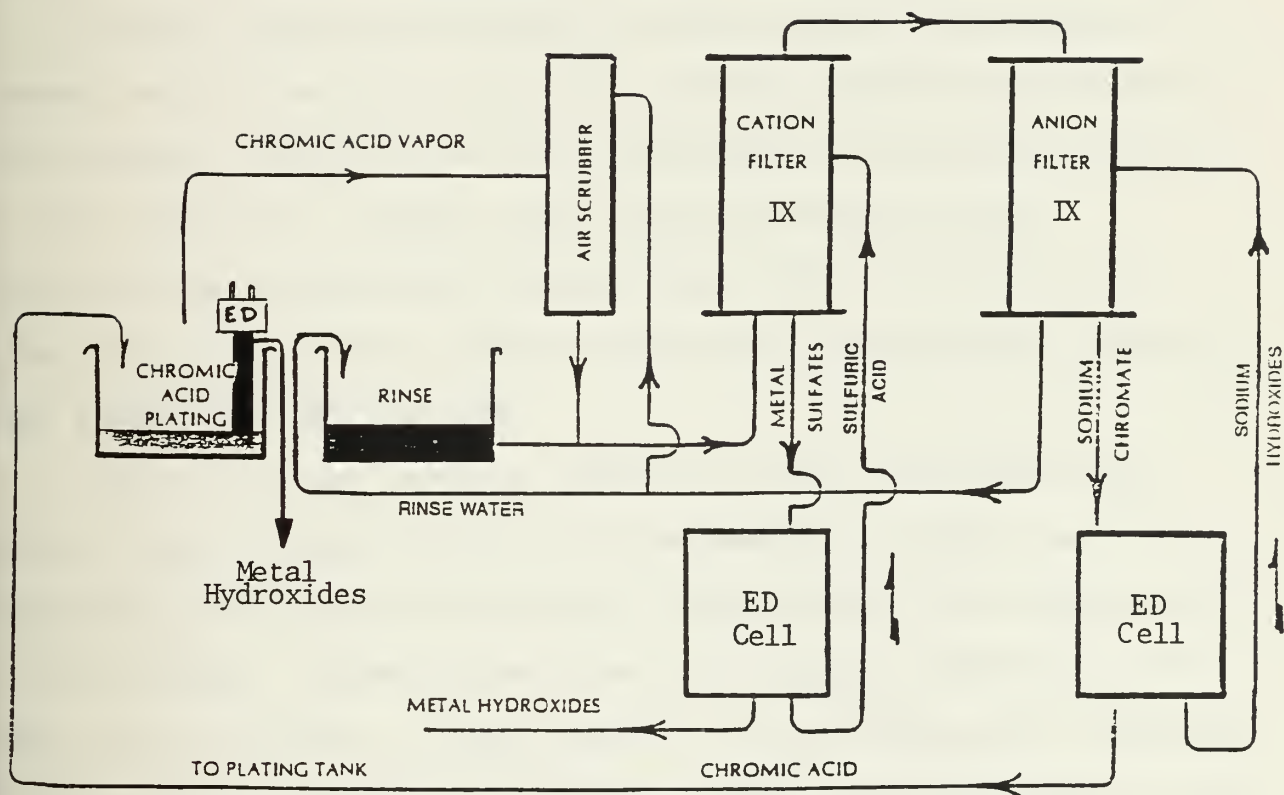 CATION
FILTER
IX
ANION
FILTER
IX
CHROMIC ACID VAPOR
AIR SCRUBBER
ED
CHROMIC
ACID
PLATING
RINSE
METAL
SULFATES
SULFURIC
ACID
SODIUM
CHROMATE
SODIUM
HYDROXIDES
RINSE WATER
Metal
Hydroxides
ED
Cell
ED
Cell
METAL HYDROXIDES
TO PLATING TANK
CHROMIC ACID